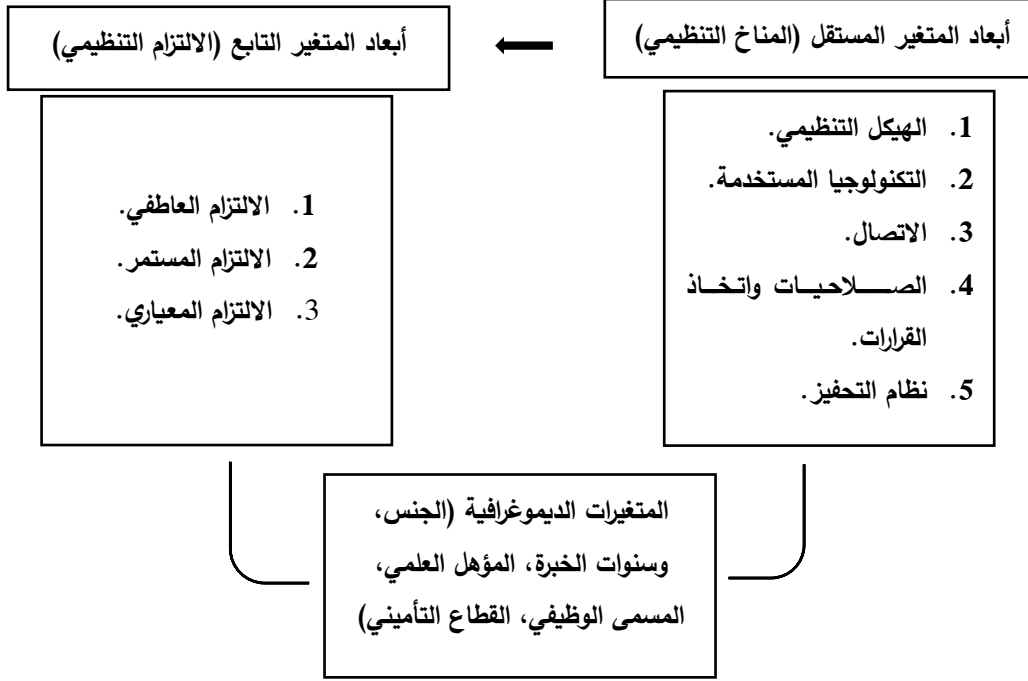 أبعاد المتغير المستقل (المناخ التنظيمي)
أبعاد المتغير التابع (الالتزام التنظيمي)
1. الهيكل التنظيمي.
2. التكنولوجيا المستخدمة.
3. الاتصال.
4. الصلاحيات واتخاذ
القرارات.
5. نظام التحفيز.
1. الالتزام العاطفي.
2. الالتزام المستمر.
3. الالتزام المعياري.
المتغيرات الديموغرافية (الجنس،
وسنوات الخبرة، المؤهل العلمي،
المسمى الوظيفي، القطاع التأميني)